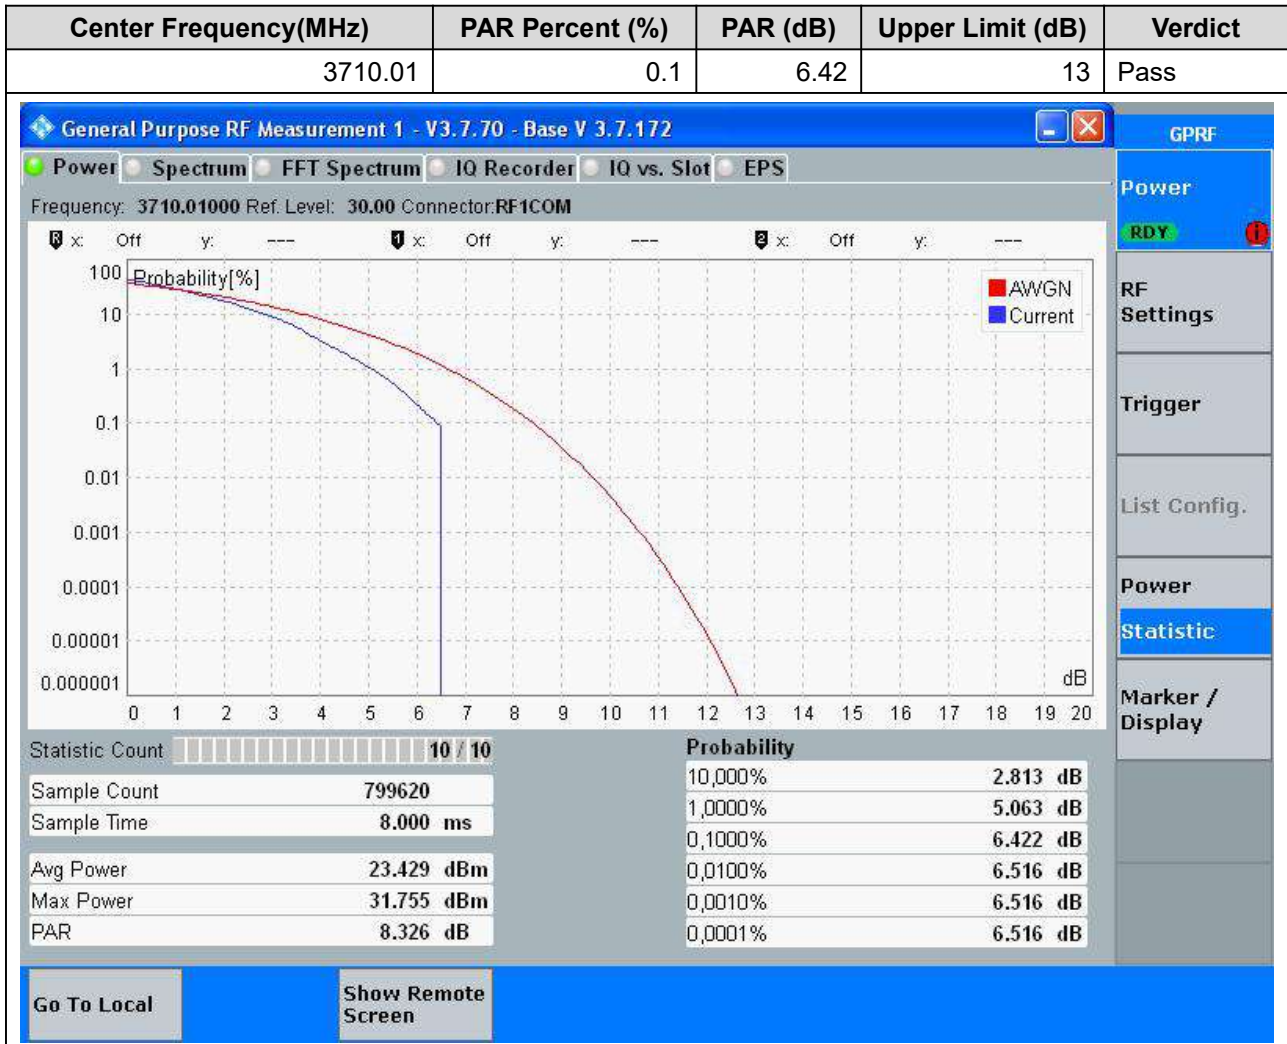 Center Frequency(MHz) PAR Percent (%) PAR (dB) Upper Limit (dB) Verdict
3710.01 0.1 6.42 13 Pass
General Purpose RF Measurement 1 - V3.7.70 - Base V 3.7.172
GPRF
Power Spectrum FFT Spectrum IQ Recorder IQ vs. Slot EPS
Frequency: 3710.01000 Ref. Level: 30.00 Connector:RF1COM
R x: Off y: --- 1 x: Off y: --- 2 x: Off y: ---
Probability[%]
100
10
1
0.1
0.01
0.001
0.0001
0.00001
0.000001
AWGN
Current
dB
0 1 2 3 4 5 6 7 8 9 10 11 12 13 14 15 16 17 18 19 20
Statistic Count 10 / 10
Sample Count 799620
Sample Time 8.000 ms
Avg Power 23.429 dBm
Max Power 31.755 dBm
PAR 8.326 dB
Probability
10,000% 2.813 dB
1,0000% 5.063 dB
0,1000% 6.422 dB
0,0100% 6.516 dB
0,0010% 6.516 dB
0,0001% 6.516 dB
Power
RDY
RF
Settings
Trigger
List Config.
Power
Statistic
Marker /
Display
Go To Local
Show Remote
Screen